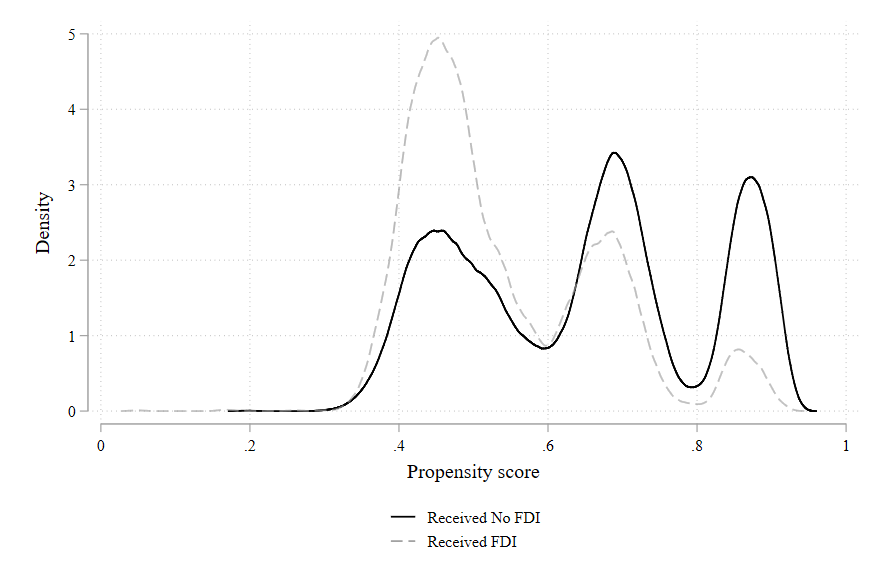 5
4
3
2
1
0
Density
0 .2 .4 .6 .8 1
Propensity score
Received No FDI
Received FDI